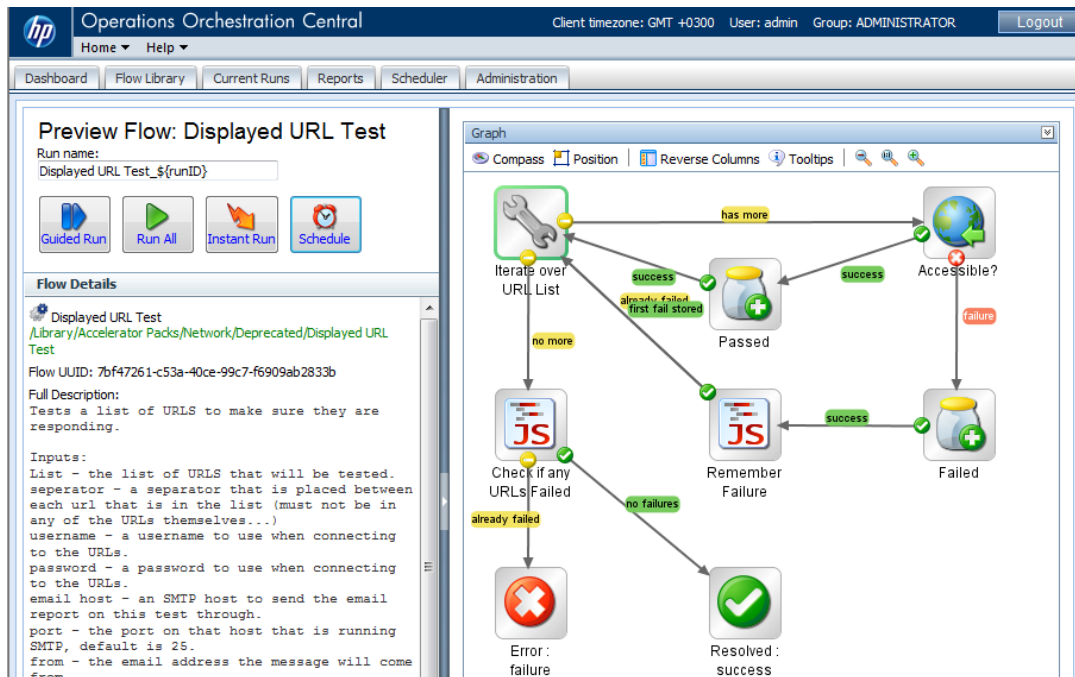 hp
Operations Orchestration Central
Client timezone: GMT +0300 User: admin Group: ADMINISTRATOR
Logout
Home Help
Dashboard
Flow Library
Current Runs
Reports
Scheduler
Administration
Preview Flow: Displayed URL Test
Run name:
Displayed URL Test_${runID}
Guided Run
Run All
Instant Run
Schedule
Flow Details
Displayed URL Test
/Library/Accelerator Packs/Network/Deprecated/Displayed URL
Test
Flow UUID: 7bf47261-c53a-40ce-99c7-f6909ab2833b
Full Description:
Tests a list of URLS to make sure they are
responding.
Inputs:
List - the list of URLS that will be tested.
seperator - a separator that is placed between
each url that is in the list (must not be in
any of the URLs themselves...)
username - a username to use when connecting
to the URLs.
password - a password to use when connecting
to the URLs.
email host - an SMTP host to send the email
report on this test through.
port - the port on that host that is running
SMTP, default is 25.
from - the email address the message will come
from.
Graph
Compass Position Reverse Columns Tooltips
has more
Iterate over
URL List
Accessible?
success
success
already failed
first fail stored
Passed
failure
no more
JS
JS
success
Check if any
URLs Failed
Remember
Failure
Failed
no failures
already failed
Error :
failure
Resolved :
success